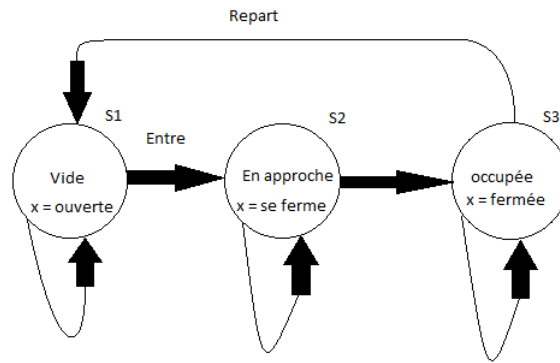 Repart
S1
S2
S3
Entre
Vide
x = ouverte
En approche
x = se ferme
occupée
x = fermée